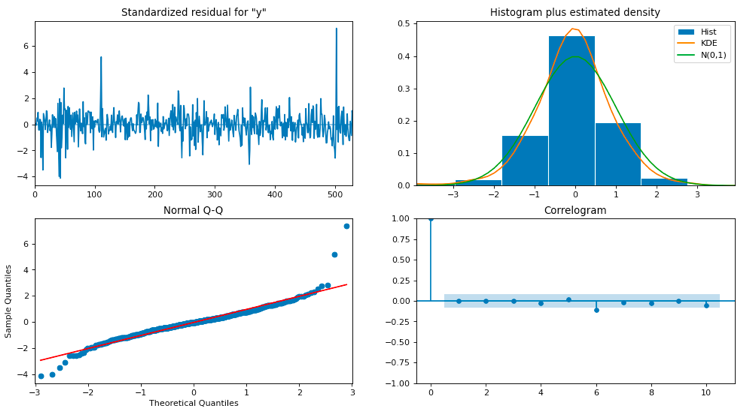 Standardized residual for "y"
6
4
2
0
−2
−4
0 100 200 300 400 500
Histogram plus estimated density
0.5
0.4
0.3
0.2
0.1
0.0
−3 −2 −1 0 1 2 3
Hist
KDE
N(0,1)
Normal Q-Q
Sample Quantiles
6
4
2
0
−2
−4
−3 −2 −1 0 1 2 3
Theoretical Quantiles
Correlogram
1.00
0.75
0.50
0.25
0.00
−0.25
−0.50
−0.75
−1.00
0 2 4 6 8 10